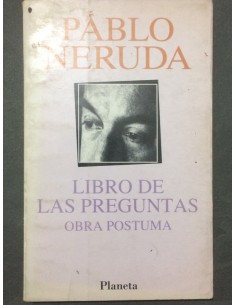 PABLO
NERUDA
LIBRO DE
LAS PREGUNTAS
OBRA POSTUMA
Planeta